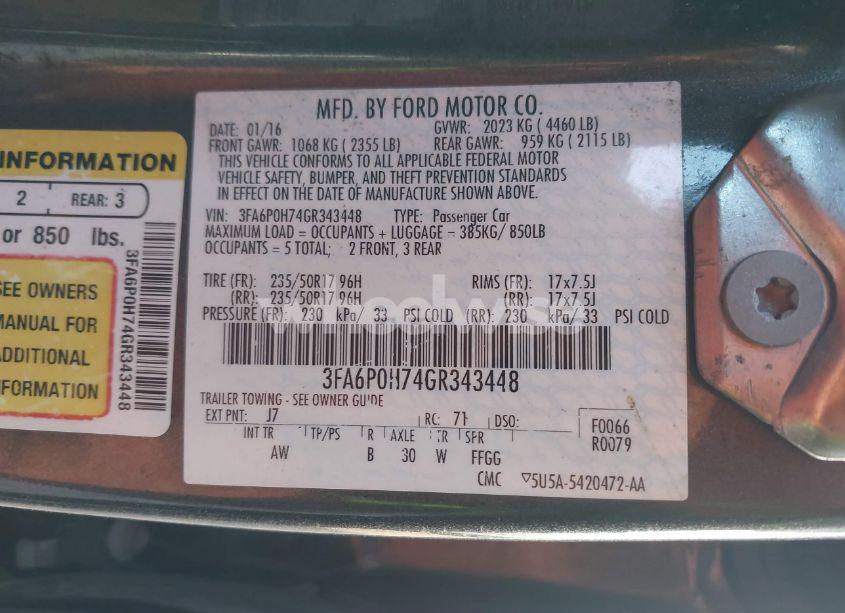 MFD. BY FORD MOTOR CO.
DATE: 01/16 GVWR: 2023 KG ( 4460 LB)
FRONT GAWR: 1068 KG ( 2355 LB) REAR GAWR: 959 KG ( 2115 LB)
THIS VEHICLE CONFORMS TO ALL APPLICABLE FEDERAL MOTOR
VEHICLE SAFETY, BUMPER, AND THEFT PREVENTION STANDARDS
IN EFFECT ON THE DATE OF MANUFACTURE SHOWN ABOVE.
VIN: 3FA6P0H74GR343448 TYPE: Passenger Car
MAXIMUM LOAD = OCCUPANTS + LUGGAGE = 385KG/ 850LB
OCCUPANTS = 5 TOTAL; 2 FRONT, 3 REAR
TIRE (FR): 235/50R17 96H RIMS (FR): 17x7.5J
(RR): 235/50R17 96H (RR): 17x7.5J
PRESSURE (FR): 230 kPa/ 33 PSI COLD (RR): 230 kPa/ 33 PSI COLD
3FA6P0H74GR343448
TRAILER TOWING - SEE OWNER GUIDE
EXT PNT: J7 RC: 71 DSO:
F0066
R0079
INT TR TP/PS R AXLE TR SPR
AW B 30 W FFGG
CMC ▽5U5A-5420472-AA
INFORMATION
2 REAR: 3
or 850 lbs.
SEE OWNERS
MANUAL FOR
ADDITIONAL
INFORMATION
3FA6P0H74GR343448